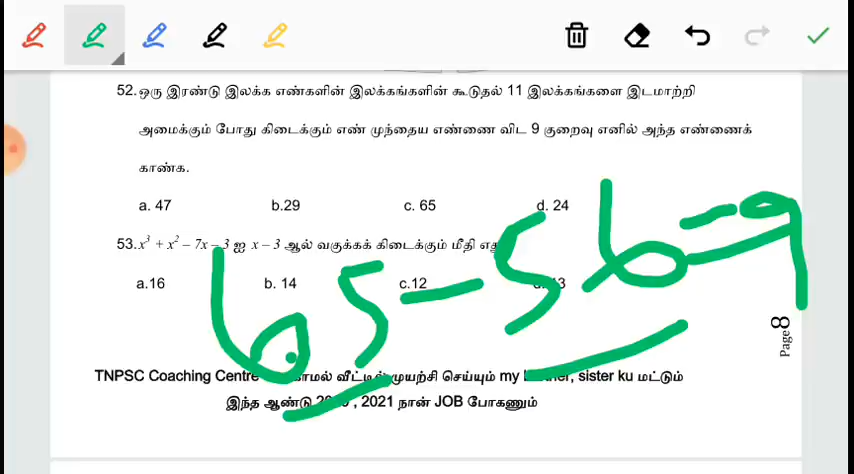 52. ஒரு இரண்டு இலக்க எண்களின் இலக்கங்களின் கூடுதல் 11 இலக்கங்களை இடமாற்றி
அமைக்கும் போது கிடைக்கும் எண் முந்தைய எண்ணை விட 9 குறைவு எனில் அந்த எண்ணைக்
காண்க.
a. 47 b.29 c. 65 d. 24
53. x³ + x² – 7x – 3 ஐ x – 3 ஆல் வகுக்கக் கிடைக்கும் மீதி
a.16 b. 14 c.12
65 – 56 = 9
Page 8
TNPSC Coaching Centre வீட்டில் முயற்சி செய்யும் my sister ku மட்டும்
இந்த ஆண்டு , 2021 நான் JOB போகணும்